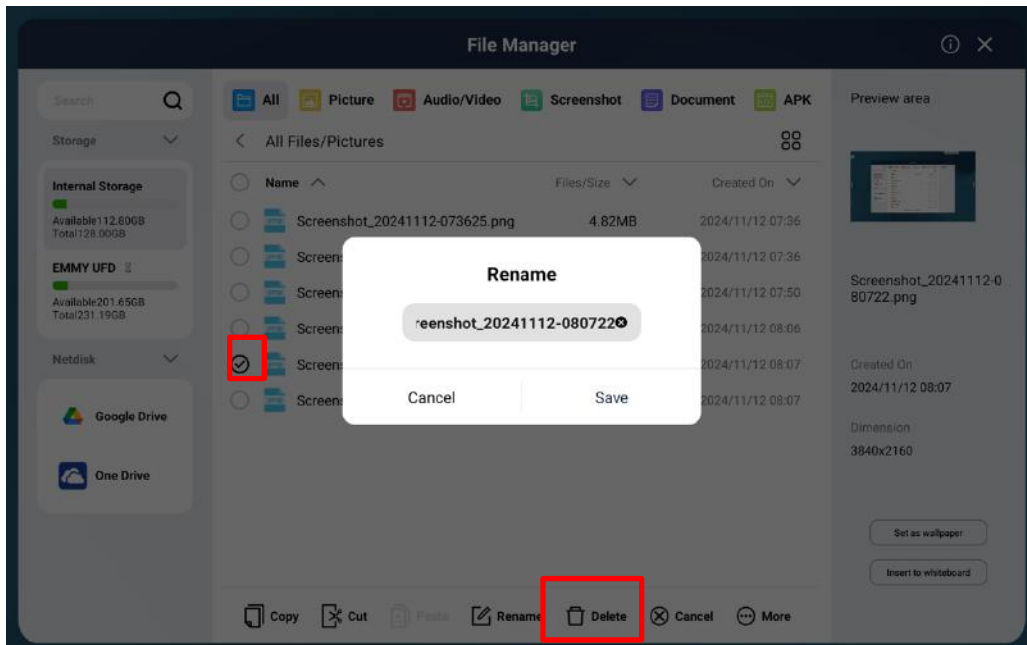 File Manager
Search
Storage
Internal Storage
Available112.80GB
Total128.00GB
EMMY UFD
Available201.65GB
Total231.19GB
Netdisk
Google Drive
One Drive
All Picture Audio/Video Screenshot Document APK
All Files/Pictures
Name Files/Size Created On
Screenshot_20241112-073625.png 4.82MB 2024/11/12 07:36
Screen 2024/11/12 07:36
Screen 2024/11/12 07:50
Screen 2024/11/12 08:06
Screen 2024/11/12 08:07
Screen 2024/11/12 08:07
Rename
reenshot_20241112-080722
Cancel Save
Copy Cut Paste Rename Delete Cancel More
Preview area
Screenshot_20241112-0
80722.png
Created On
2024/11/12 08:07
Dimension
3840x2160
Set as wallpaper
Insert to whiteboard